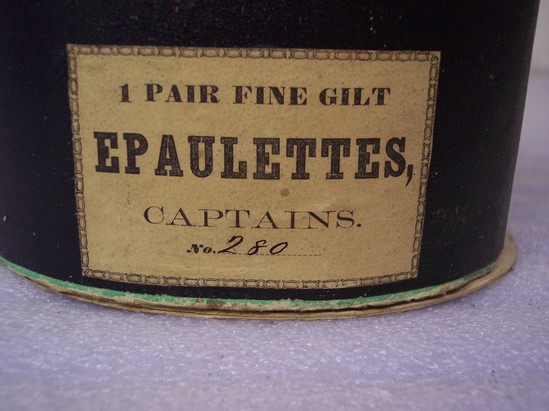 1 PAIR FINE GILT
EPAULETTES,
CAPTAINS.
No. 280